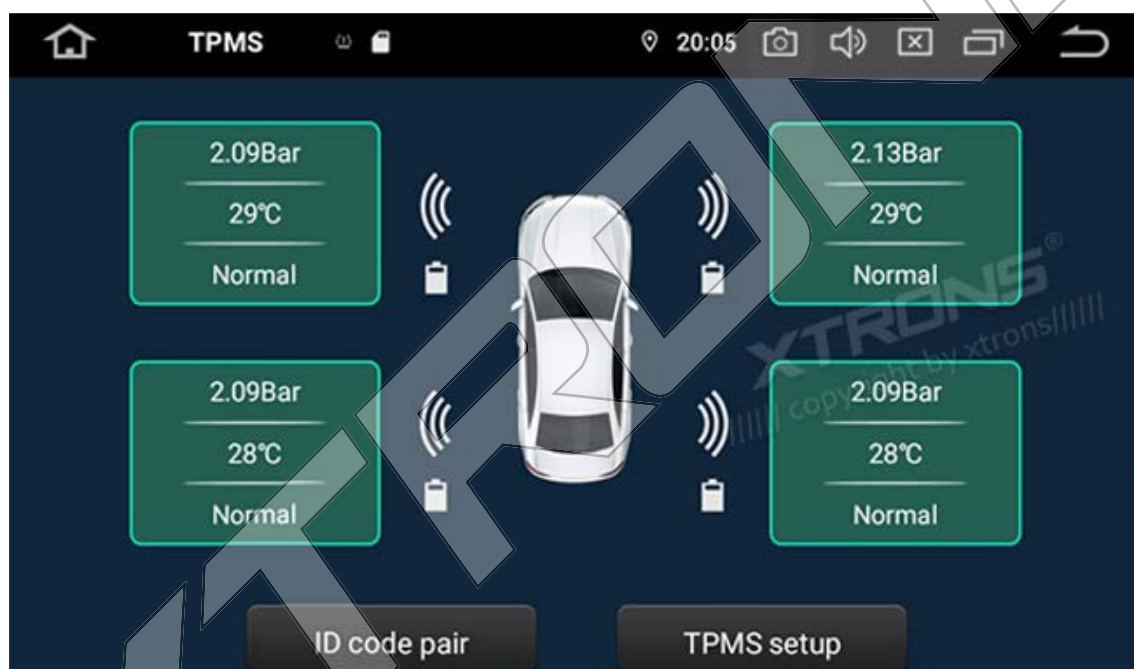 TPMS 20:05
2.09Bar
29℃
Normal
2.13Bar
29℃
Normal
2.09Bar
28℃
Normal
2.09Bar
28℃
Normal
XTRONS®
////// copyright by xtrons//////
XTRONS
ID code pair
TPMS setup